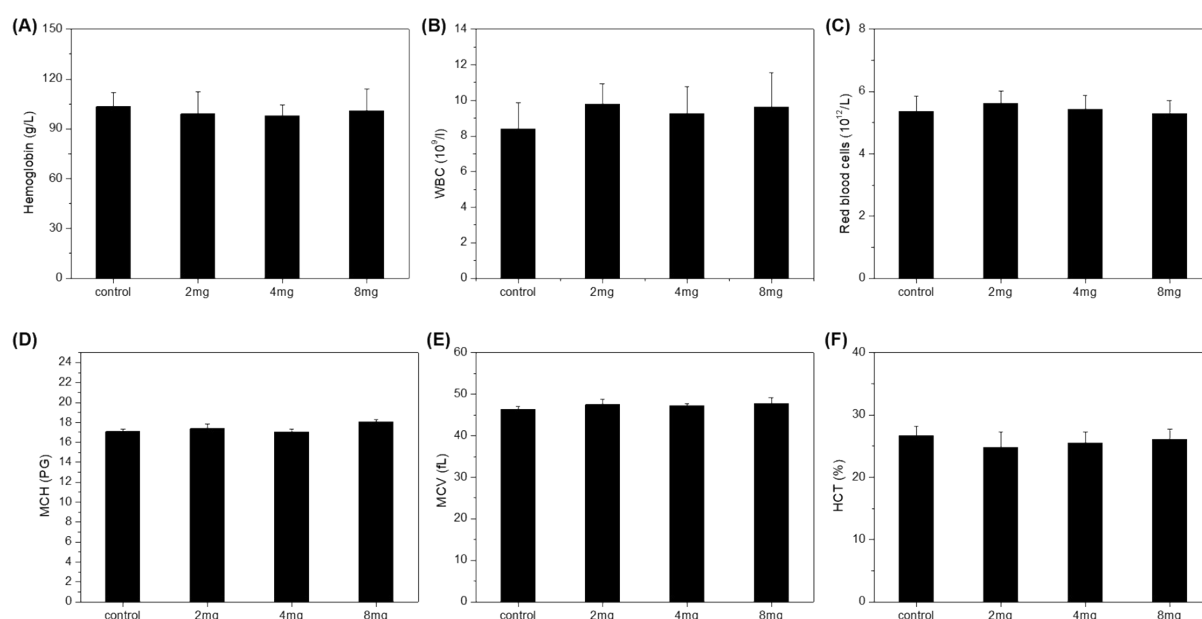 (A)
Hemoglobin (g/L)
150
120
90
60
30
0
control 2mg 4mg 8mg
(B)
WBC (10⁹/l)
14
12
10
8
6
4
2
0
control 2mg 4mg 8mg
(C)
Red blood cells (10¹²/L)
8
6
4
2
0
control 2mg 4mg 8mg
(D)
MCH (PG)
24
22
20
18
16
14
12
10
8
6
4
2
0
control 2mg 4mg 8mg
(E)
MCV (fL)
60
50
40
30
20
10
0
control 2mg 4mg 8mg
(F)
HCT (%)
40
30
20
10
0
control 2mg 4mg 8mg